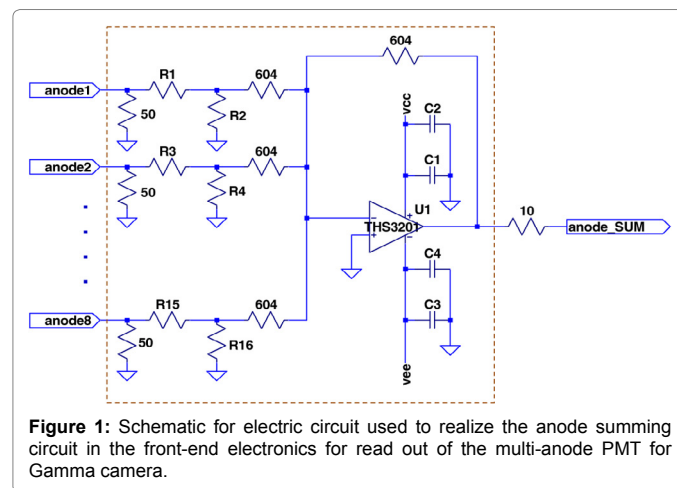 604
anode1
R1
604
50
R2
vcc
C2
C1
anode2
R3
604
50
R4
U1
THS3201
10
anode_SUM
C4
C3
vee
anode8
R15
604
50
R16
Figure 1: Schematic for electric circuit used to realize the anode summing
circuit in the front-end electronics for read out of the multi-anode PMT for
Gamma camera.